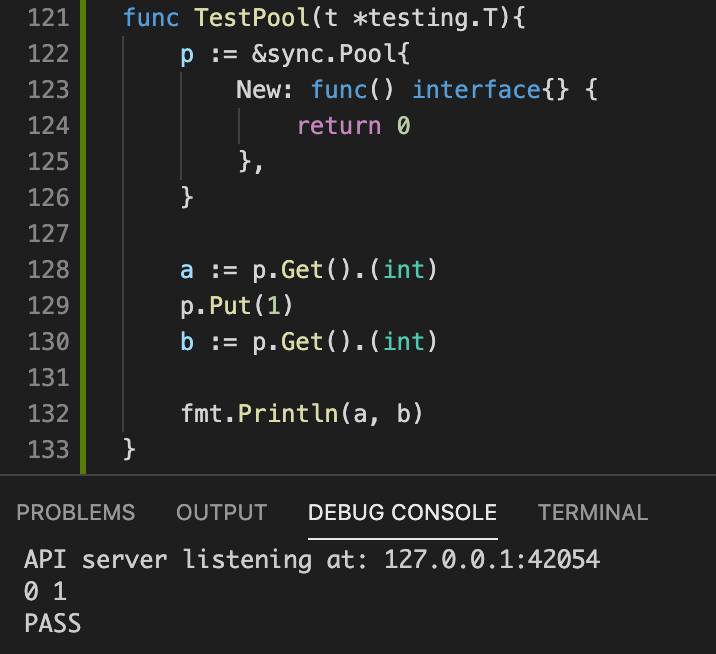 121 func TestPool(t *testing.T){
122 p := &sync.Pool{
123 New: func() interface{} {
124 return 0
125 },
126 }
127
128 a := p.Get().(int)
129 p.Put(1)
130 b := p.Get().(int)
131
132 fmt.Println(a, b)
133 }
PROBLEMS OUTPUT DEBUG CONSOLE TERMINAL
API server listening at: 127.0.0.1:42054
0 1
PASS